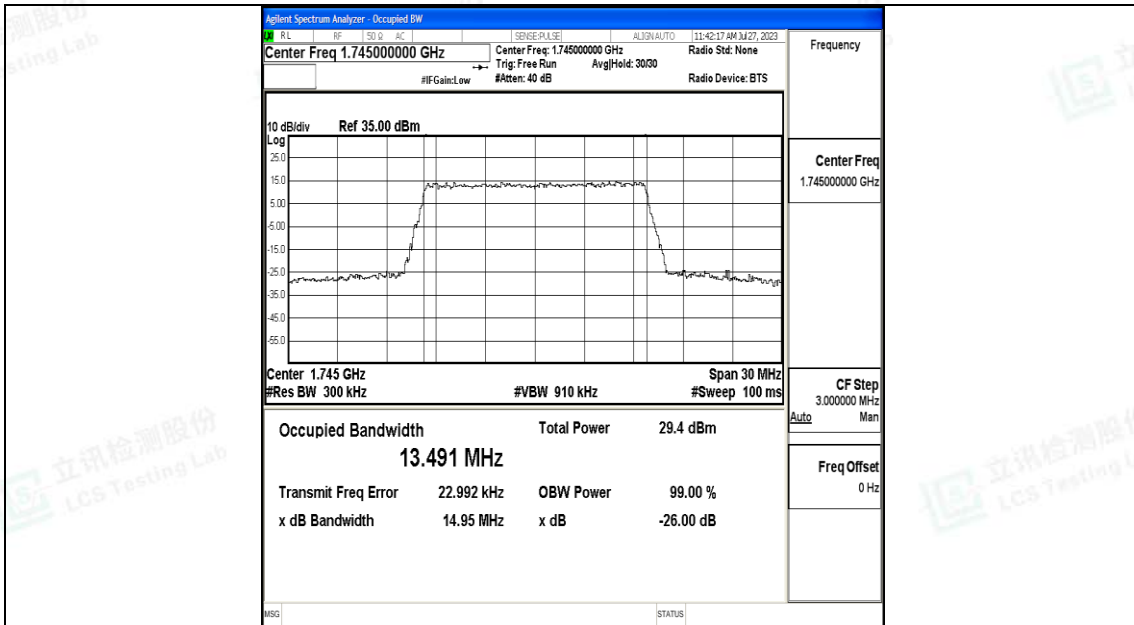 Agilent Spectrum Analyzer - Occupied BW
RL RF 50 Ω AC SENSE:PULSE ALIGN AUTO 11:42:17 AM Jul 27, 2023
Center Freq 1.745000000 GHz
Center Freq: 1.745000000 GHz Radio Std: None
Trig: Free Run Avg|Hold: 30/30
#IFGain:Low #Atten: 40 dB Radio Device: BTS
10 dB/div Ref 35.00 dBm
Log
25.0
15.0
5.00
-5.00
-15.0
-25.0
-35.0
-45.0
-55.0
Center 1.745 GHz Span 30 MHz
#Res BW 300 kHz #VBW 910 kHz #Sweep 100 ms
Occupied Bandwidth Total Power 29.4 dBm
13.491 MHz
Transmit Freq Error 22.992 kHz OBW Power 99.00 %
x dB Bandwidth 14.95 MHz x dB -26.00 dB
MSG STATUS
Frequency
Center Freq
1.745000000 GHz
CF Step
3.000000 MHz
Auto Man
Freq Offset
0 Hz
立讯检测股份
LCS Testing Lab